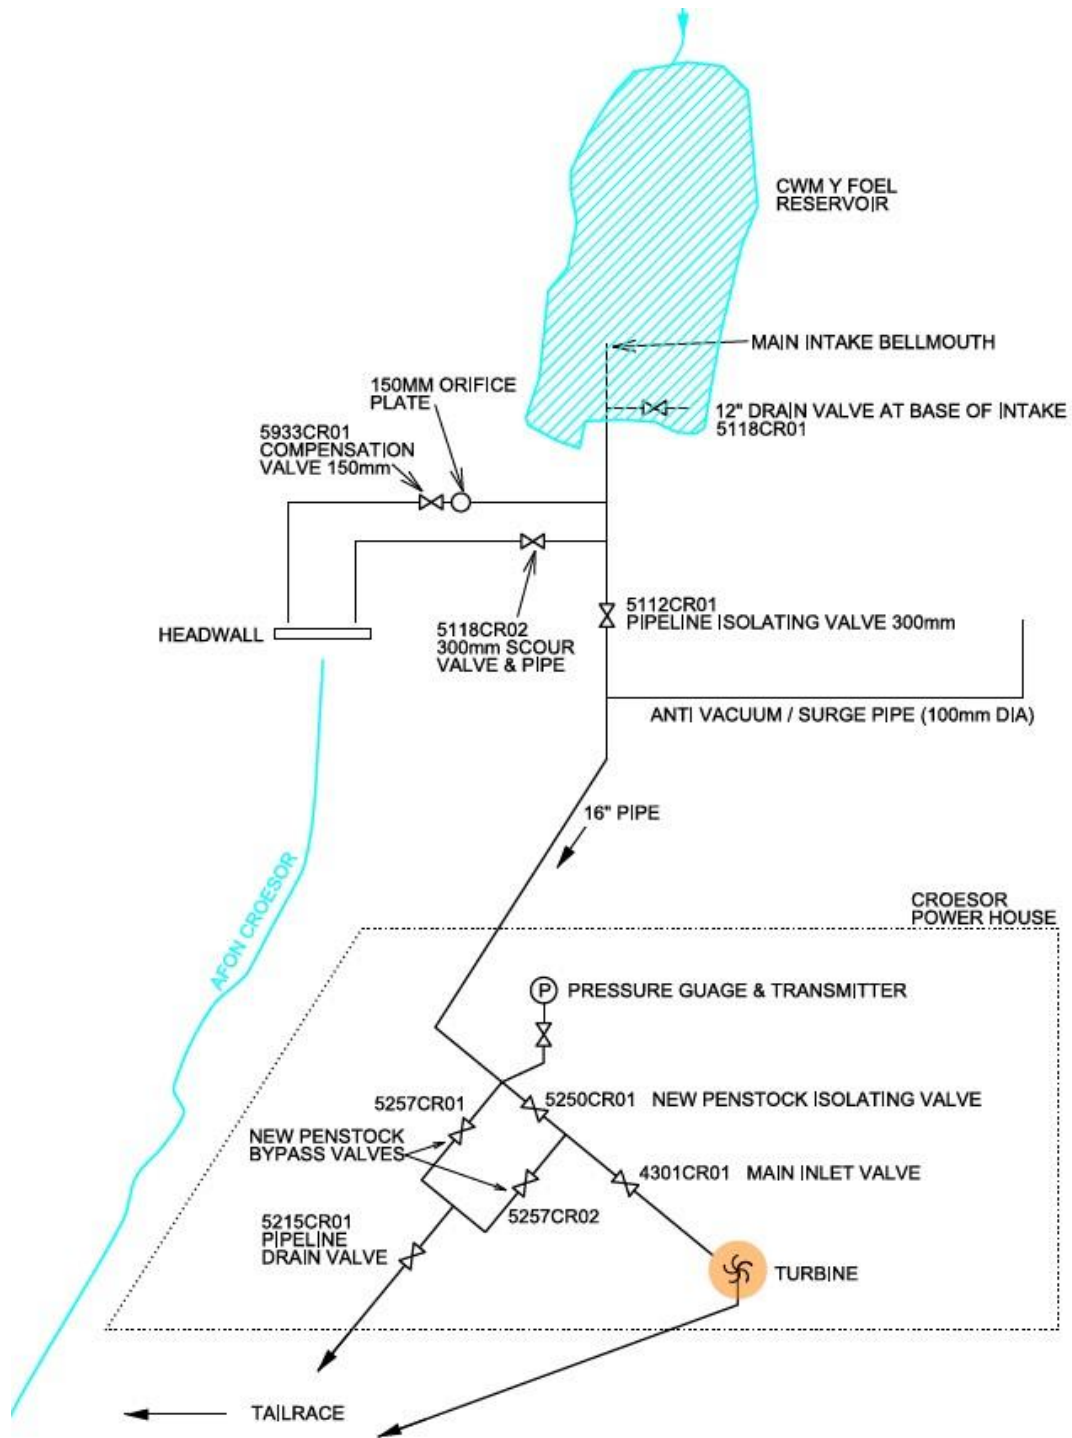 CWM Y FOEL
RESERVOIR
MAIN INTAKE BELLMOUTH
150MM ORIFICE
PLATE
12" DRAIN VALVE AT BASE OF INTAKE
5118CR01
5933CR01
COMPENSATION
VALVE 150mm
5112CR01
PIPELINE ISOLATING VALVE 300mm
HEADWALL
5118CR02
300mm SCOUR
VALVE & PIPE
ANTI VACUUM / SURGE PIPE (100mm DIA)
16" PIPE
AFON CROESOR
CROESOR
POWER HOUSE
P PRESSURE GUAGE & TRANSMITTER
5257CR01
5250CR01 NEW PENSTOCK ISOLATING VALVE
NEW PENSTOCK
BYPASS VALVES
4301CR01 MAIN INLET VALVE
5257CR02
5215CR01
PIPELINE
DRAIN VALVE
TURBINE
TAILRACE